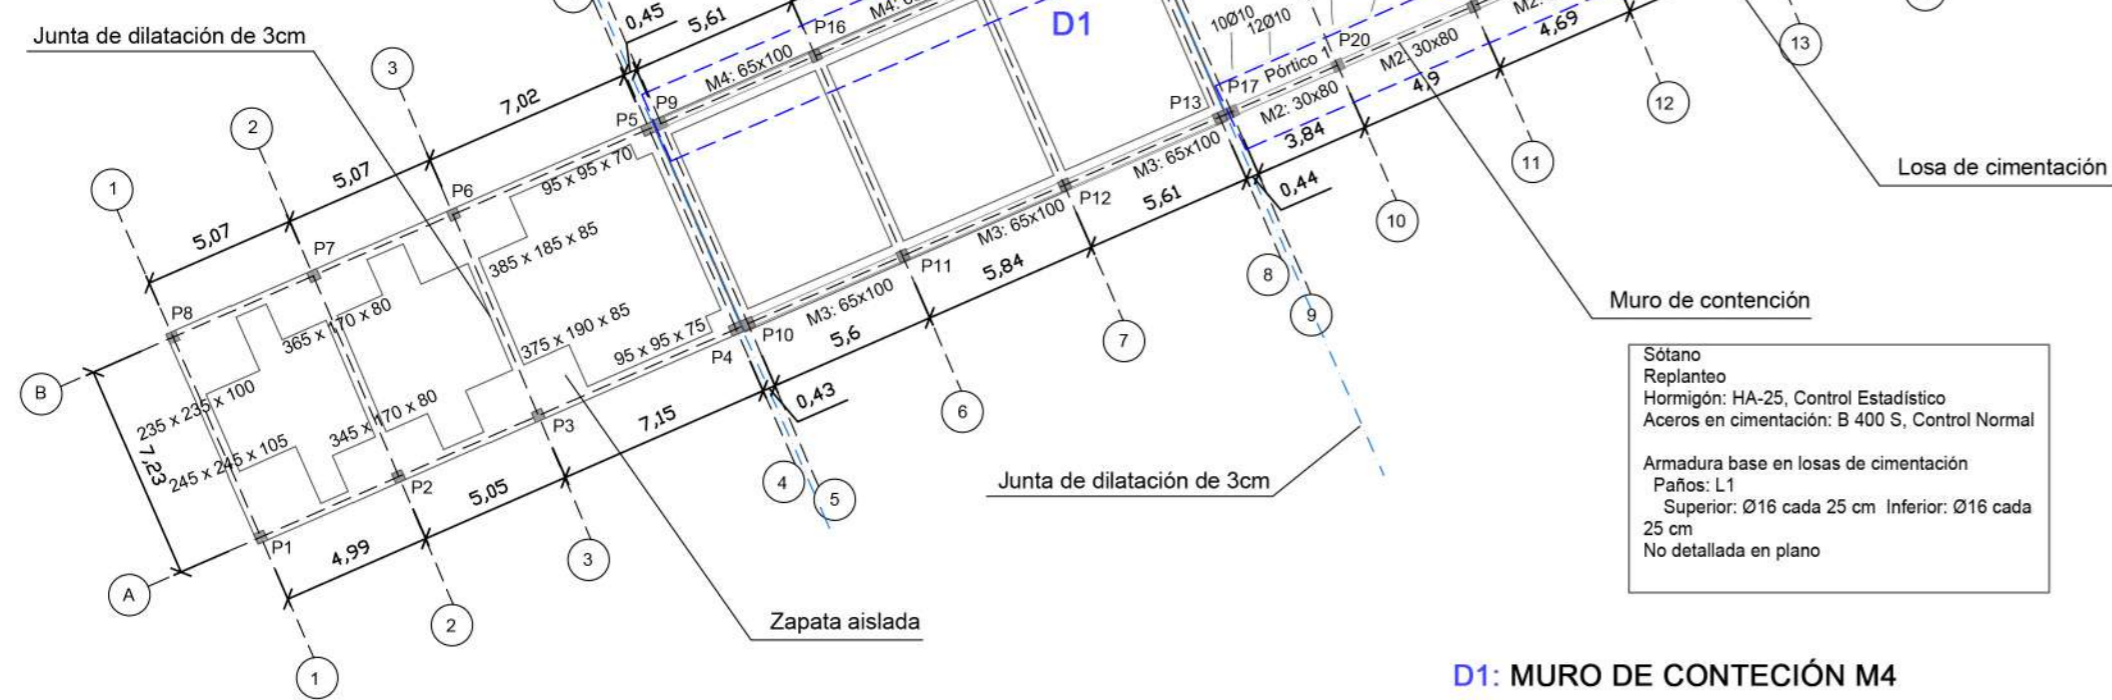 0,45
5,61
M4:
P16
D1
10Ø10
12Ø10
P20
M2: 30x80
M2:
4,69
13
Junta de dilatación de 3cm
3
7,02
M4: 65x100
Pórtico 1
4,9
12
2
P9
P5
P13
P17
M2: 30x80
3,84
11
Losa de cimentación
1
5,07
P6
95 x 95 x 70
M3: 65x100
0,44
10
5,07
P7
385 x 185 x 85
M3: 65x100
P12
5,61
8
9
P8
365 x 170 x 80
P11
5,84
M3: 65x100
Muro de contención
B
375 x 190 x 85
95 x 95 x 75
P4
P10
5,6
7
235 x 235 x 100
345 x 170 x 80
P3
7,15
0,43
6
7,23
245 x 245 x 105
P2
5,05
4
5
Junta de dilatación de 3cm
P1
4,99
3
A
2
Zapata aislada
1
Sótano
Replanteo
Hormigón: HA-25, Control Estadístico
Aceros en cimentación: B 400 S, Control Normal
Armadura base en losas de cimentación
Paños: L1
Superior: Ø16 cada 25 cm Inferior: Ø16 cada
25 cm
No detallada en plano
D1: MURO DE CONTECIÓN M4